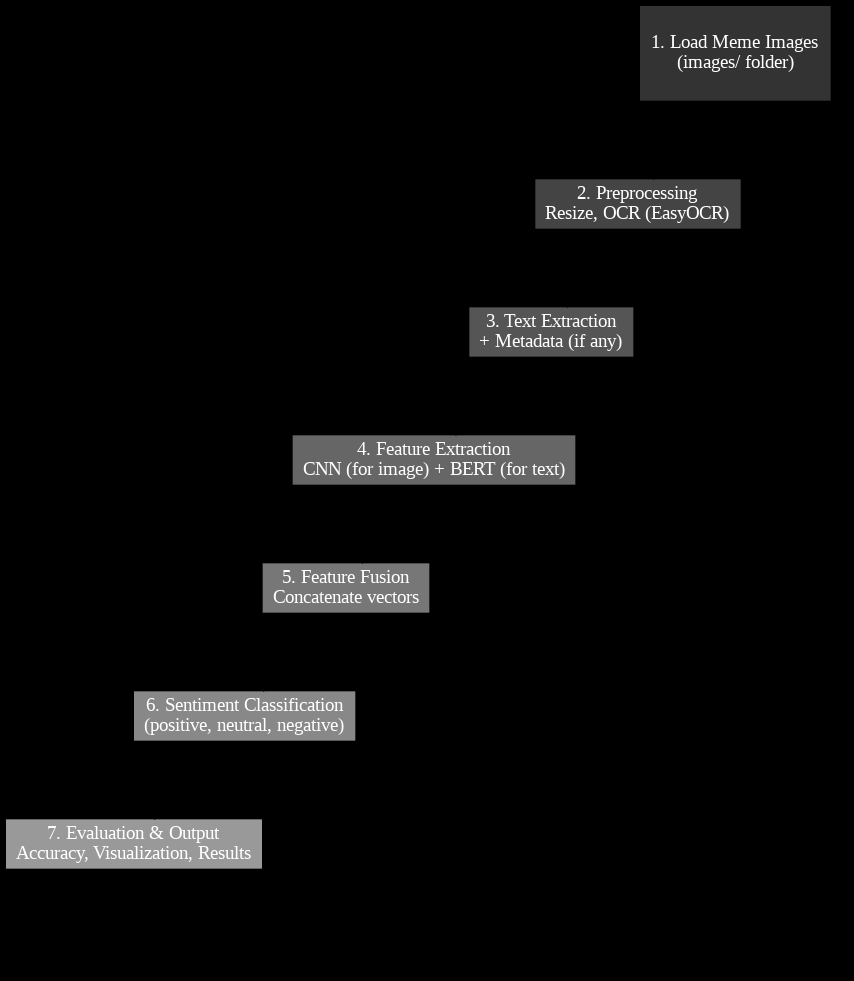 1. Load Meme Images
(images/ folder)
2. Preprocessing
Resize, OCR (EasyOCR)
3. Text Extraction
+ Metadata (if any)
4. Feature Extraction
CNN (for image) + BERT (for text)
5. Feature Fusion
Concatenate vectors
6. Sentiment Classification
(positive, neutral, negative)
7. Evaluation & Output
Accuracy, Visualization, Results